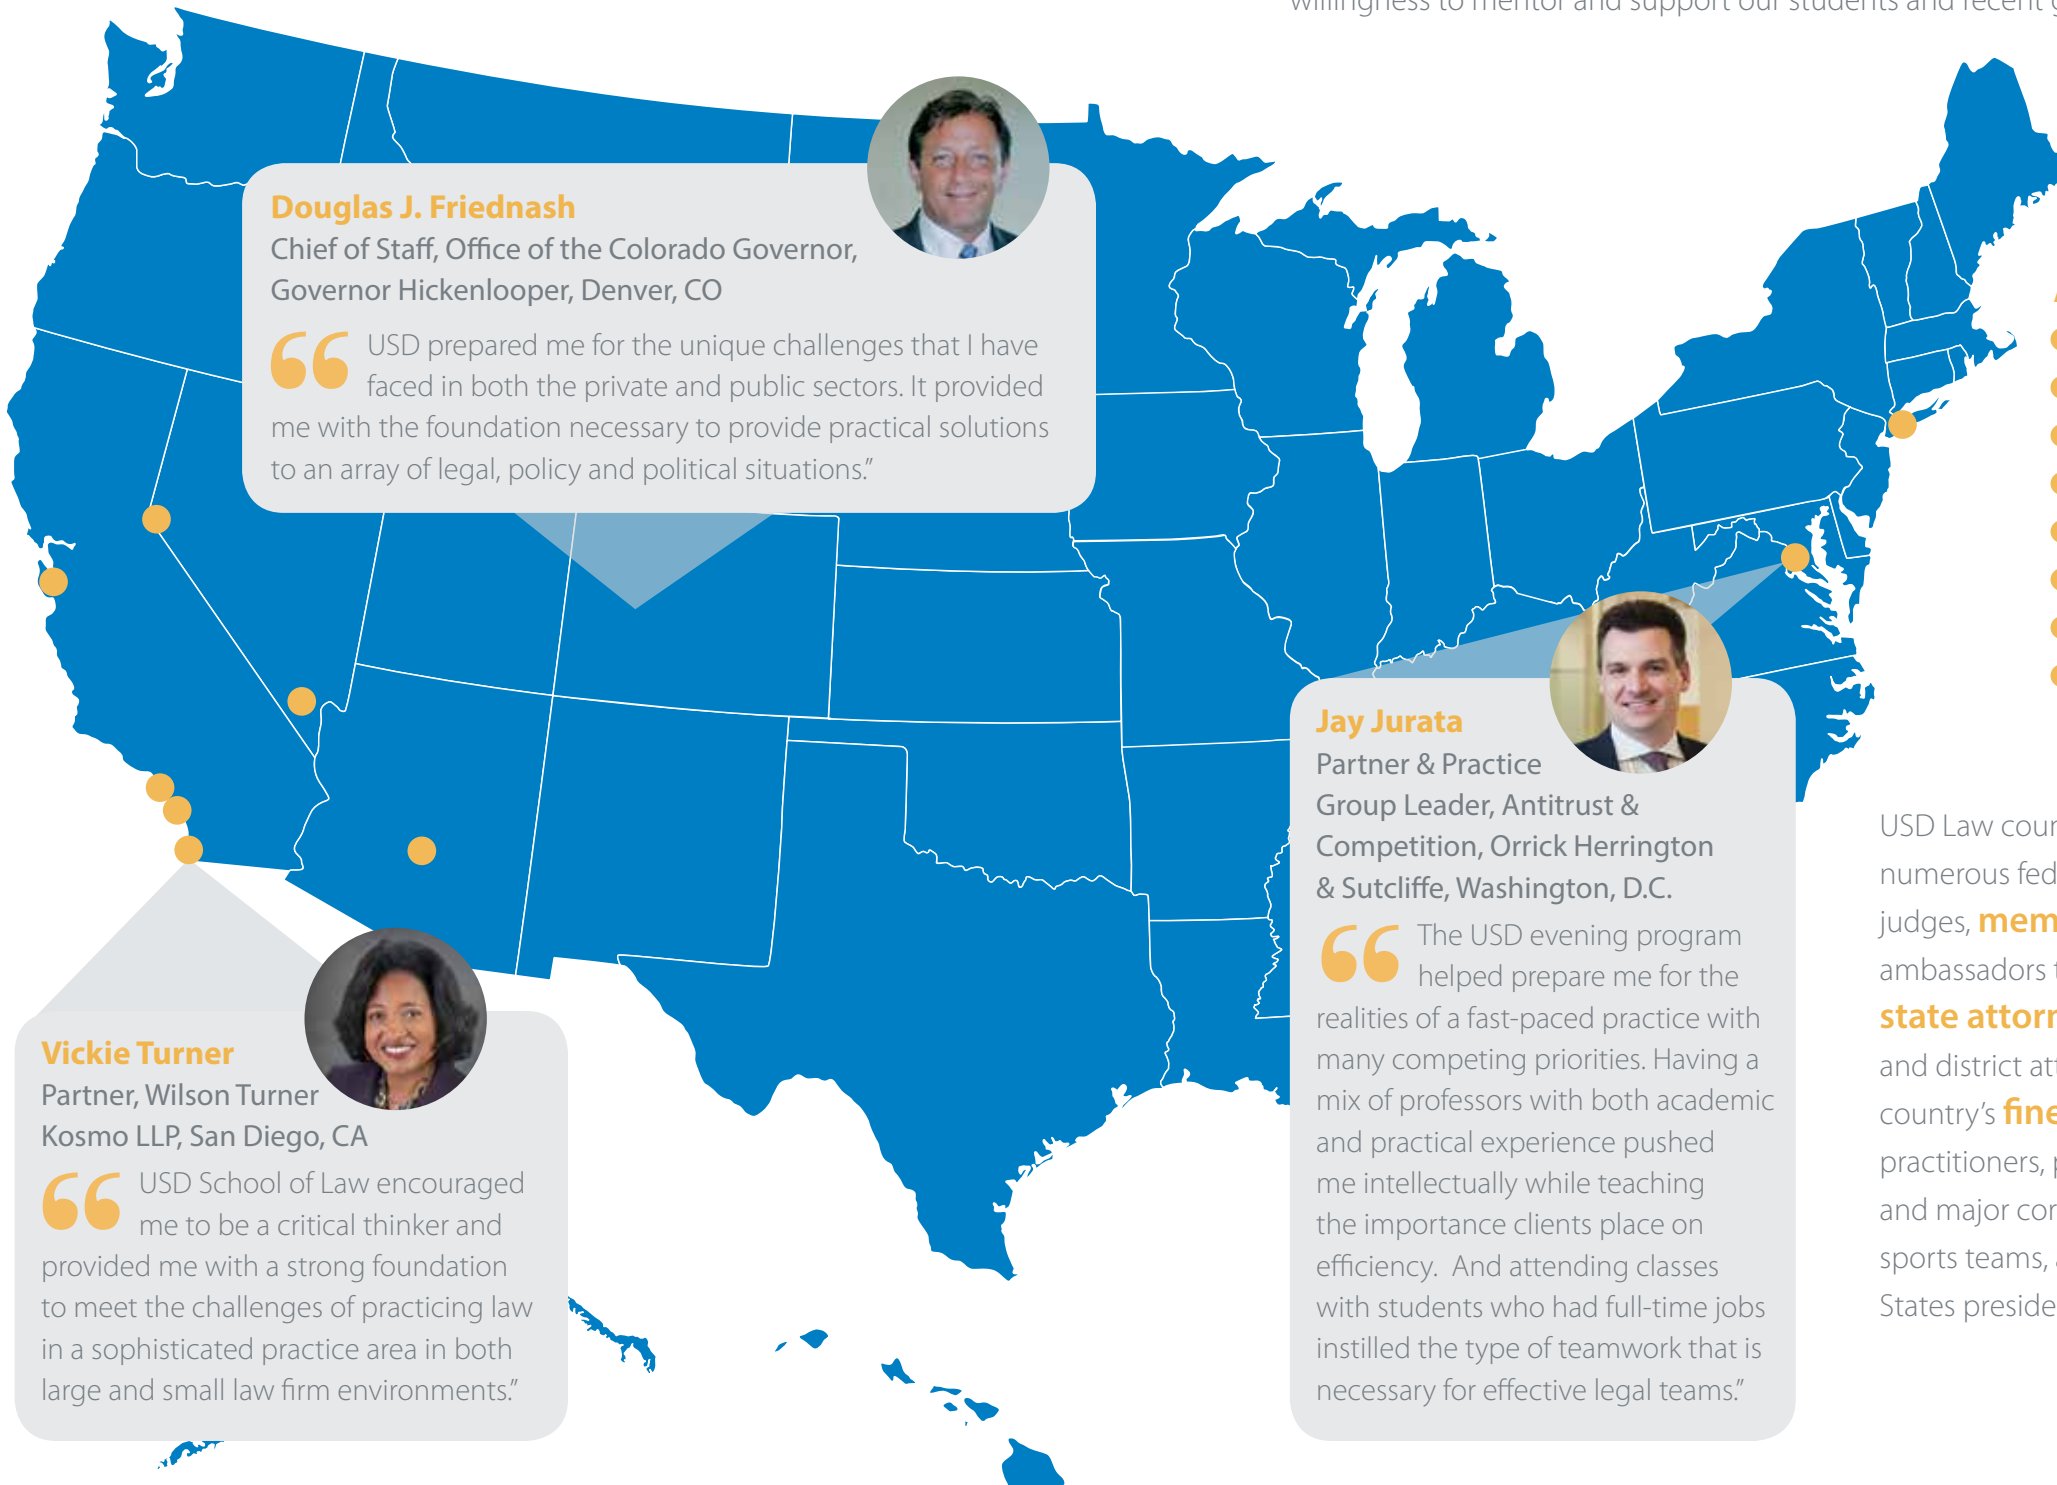 willingness to mentor and support our students and recent
Douglas J. Friednash
Chief of Staff, Office of the Colorado Governor,
Governor Hickenlooper, Denver, CO
“ USD prepared me for the unique challenges that I have
faced in both the private and public sectors. It provided
me with the foundation necessary to provide practical solutions
to an array of legal, policy and political situations.”
Jay Jurata
Partner & Practice
Group Leader, Antitrust &
Competition, Orrick Herrington
& Sutcliffe, Washington, D.C.
“ The USD evening program
helped prepare me for the
realities of a fast-paced practice with
many competing priorities. Having a
mix of professors with both academic
and practical experience pushed
me intellectually while teaching
the importance clients place on
efficiency.  And attending classes
with students who had full-time jobs
instilled the type of teamwork that is
necessary for effective legal teams.”
Vickie Turner
Partner, Wilson Turner
Kosmo LLP, San Diego, CA
“ USD School of Law encouraged
me to be a critical thinker and
provided me with a strong foundation
to meet the challenges of practicing law
in a sophisticated practice area in both
large and small law firm environments.”
USD Law
numerous
judges,
ambassadors
state
and district
country’s
practitioners,
and major
sports teams,
States